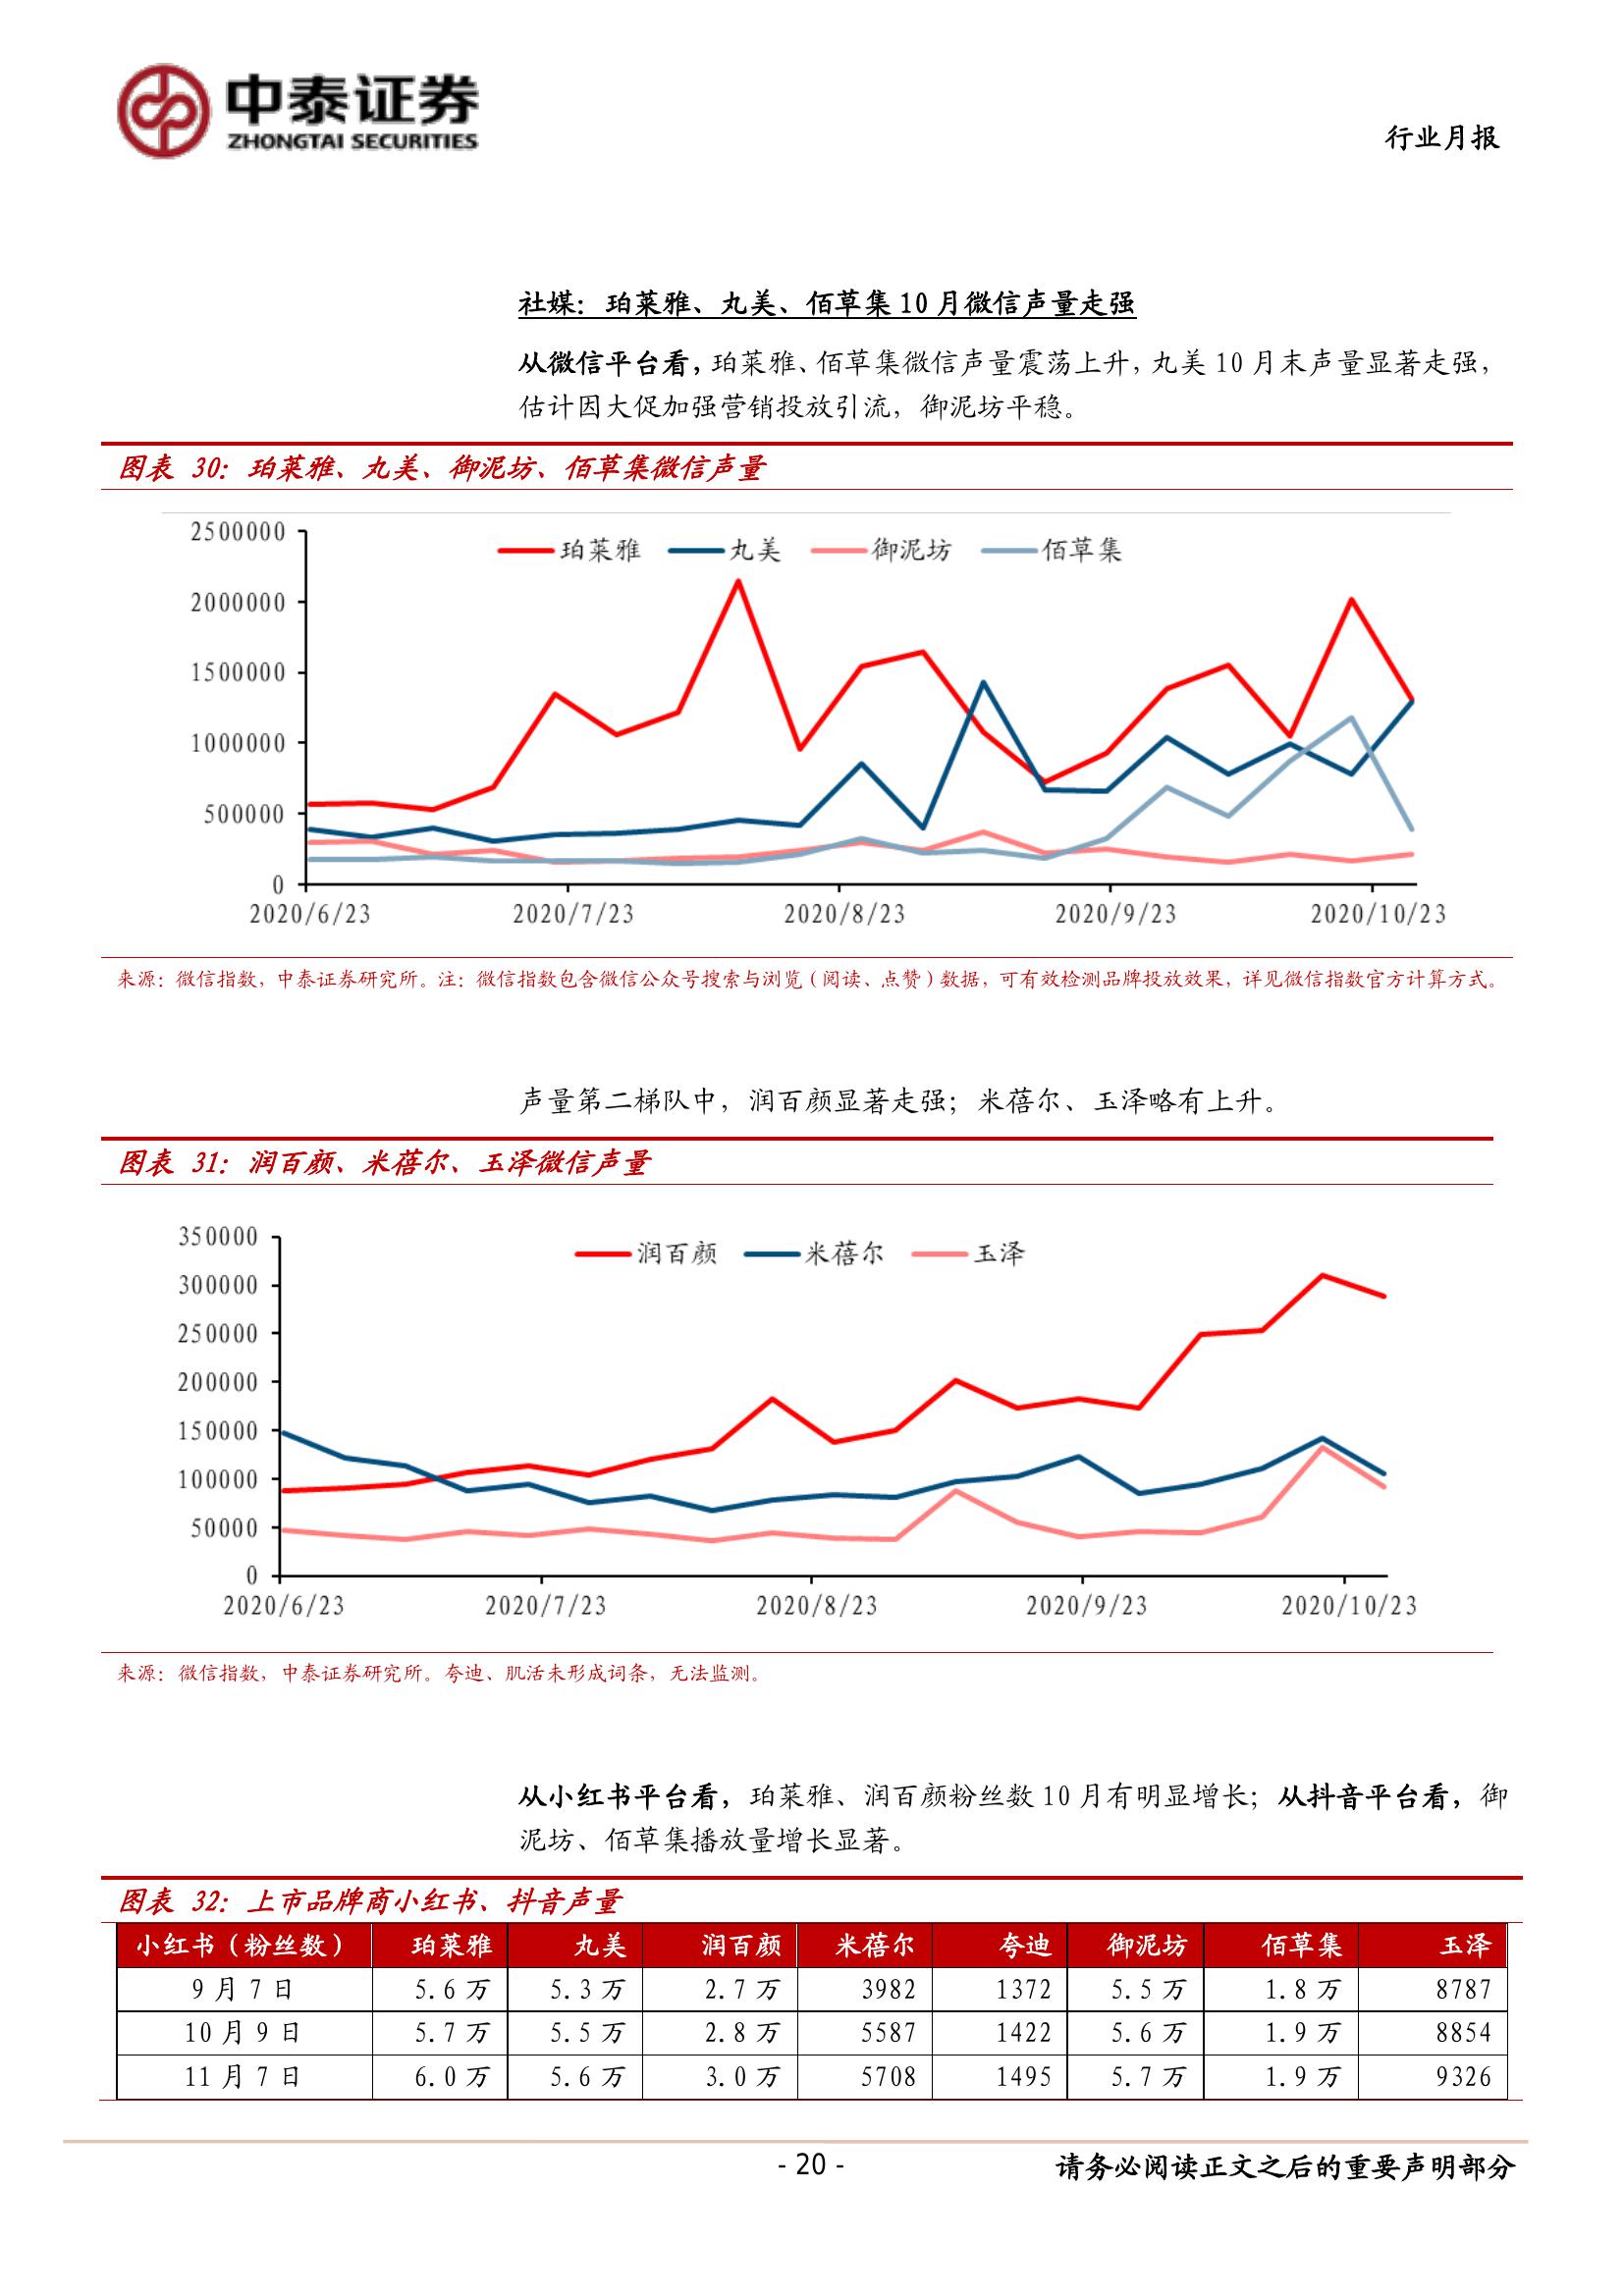 中泰证券
ZHONGTAI SECURITIES
行业月报
社媒：珀莱雅、丸美、佰草集 10 月微信声量走强
从微信平台看，珀莱雅、佰草集微信声量震荡上升，丸美 10 月末声量显著走强，
估计因大促加强营销投放引流，御泥坊平稳。
图表 30：珀莱雅、丸美、御泥坊、佰草集微信声量
珀莱雅 丸美 御泥坊 佰草集
2500000
2000000
1500000
1000000
500000
0
2020/6/23 2020/7/23 2020/8/23 2020/9/23 2020/10/23
来源：微信指数，中泰证券研究所。注：微信指数包含微信公众号搜索与浏览（阅读、点赞）数据，可有效检测品牌投放效果，详见微信指数官方计算方式。
声量第二梯队中，润百颜显著走强；米蓓尔、玉泽略有上升。
图表 31：润百颜、米蓓尔、玉泽微信声量
润百颜 米蓓尔 玉泽
350000
300000
250000
200000
150000
100000
50000
0
2020/6/23 2020/7/23 2020/8/23 2020/9/23 2020/10/23
来源：微信指数，中泰证券研究所。夸迪、肌活未形成词条，无法监测。
从小红书平台看，珀莱雅、润百颜粉丝数 10 月有明显增长；从抖音平台看，御
泥坊、佰草集播放量增长显著。
图表 32：上市品牌商小红书、抖音声量
小红书（粉丝数） 珀莱雅 丸美 润百颜 米蓓尔 夸迪 御泥坊 佰草集 玉泽
9 月 7 日 5.6 万 5.3 万 2.7 万 3982 1372 5.5 万 1.8 万 8787
10 月 9 日 5.7 万 5.5 万 2.8 万 5587 1422 5.6 万 1.9 万 8854
11 月 7 日 6.0 万 5.6 万 3.0 万 5708 1495 5.7 万 1.9 万 9326
- 20 -
请务必阅读正文之后的重要声明部分